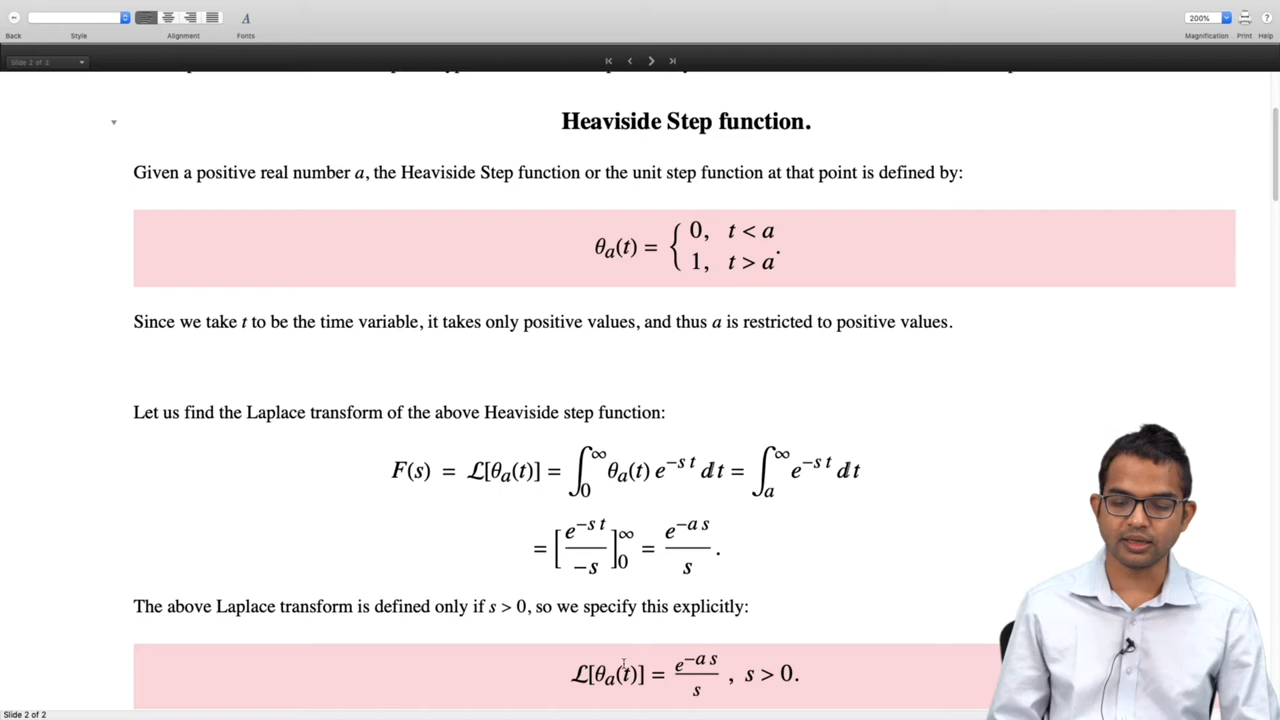 200%
Back Style Alignment Fonts Magnification Print Help
Slide 2 of 2
Heaviside Step function.
Given a positive real number a, the Heaviside Step function or the unit step function at that point is defined by:
θₐ(t) = { 0, t < a
1, t > a .
Since we take t to be the time variable, it takes only positive values, and thus a is restricted to positive values.
Let us find the Laplace transform of the above Heaviside step function:
F(s) = ℒ[θₐ(t)] = ∫₀^∞ θₐ(t) e^{-s t} ⅆt = ∫ₐ^∞ e^{-s t} ⅆt
= [ e^{-s t} / -s ]₀^∞ = e^{-a s} / s .
The above Laplace transform is defined only if s > 0, so we specify this explicitly:
ℒ[θₐ(t)] = e^{-a s} / s , s > 0.
Slide 2 of 2